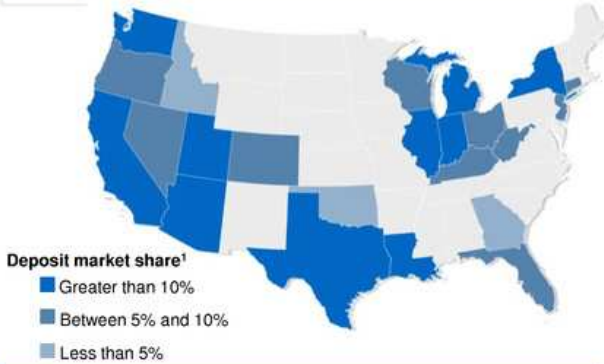 Deposit market share¹
Greater than 10%
Between 5% and 10%
Less than 5%